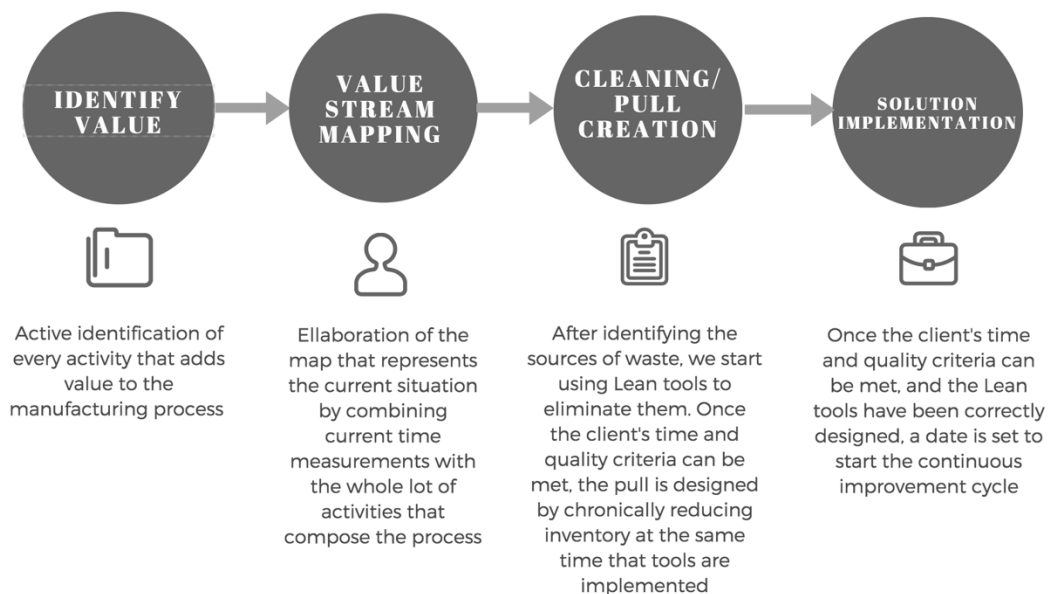 IDENTIFY
VALUE
VALUE
STREAM
MAPPING
CLEANING/
PULL
CREATION
SOLUTION
IMPLEMENTATION
Active identification of
every activity that adds
value to the
manufacturing process
Ellaboration of the
map that represents
the current situation
by combining
current time
measurements with
the whole lot of
activities that
compose the process
After identifying the
sources of waste, we start
using Lean tools to
eliminate them. Once
the client's time and
quality criteria can be
met, the pull is designed
by chronically reducing
inventory at the same
time that tools are
implemented
Once the client's time
and quality criteria can
be met, and the Lean
tools have been correctly
designed, a date is set to
start the continuous
improvement cycle